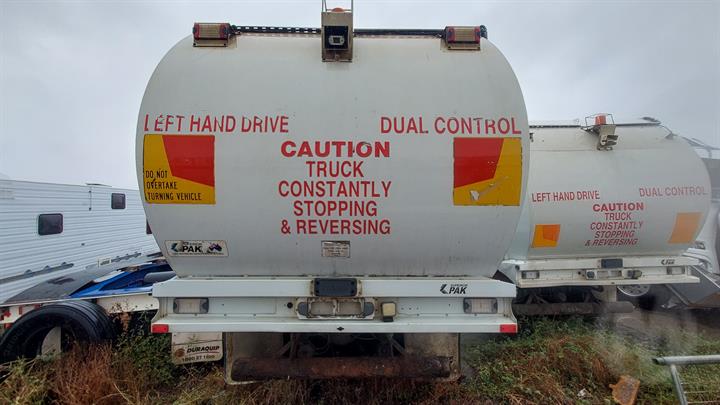 LEFT HAND DRIVE
DUAL CONTROL
CAUTION
TRUCK
CONSTANTLY
STOPPING
& REVERSING
DO NOT
OVERTAKE
TURNING VEHICLE
PAK
PAK
DURAQUIP
LEFT HAND DRIVE
DUAL CONTROL
CAUTION
TRUCK
CONSTANTLY
STOPPING
& REVERSING